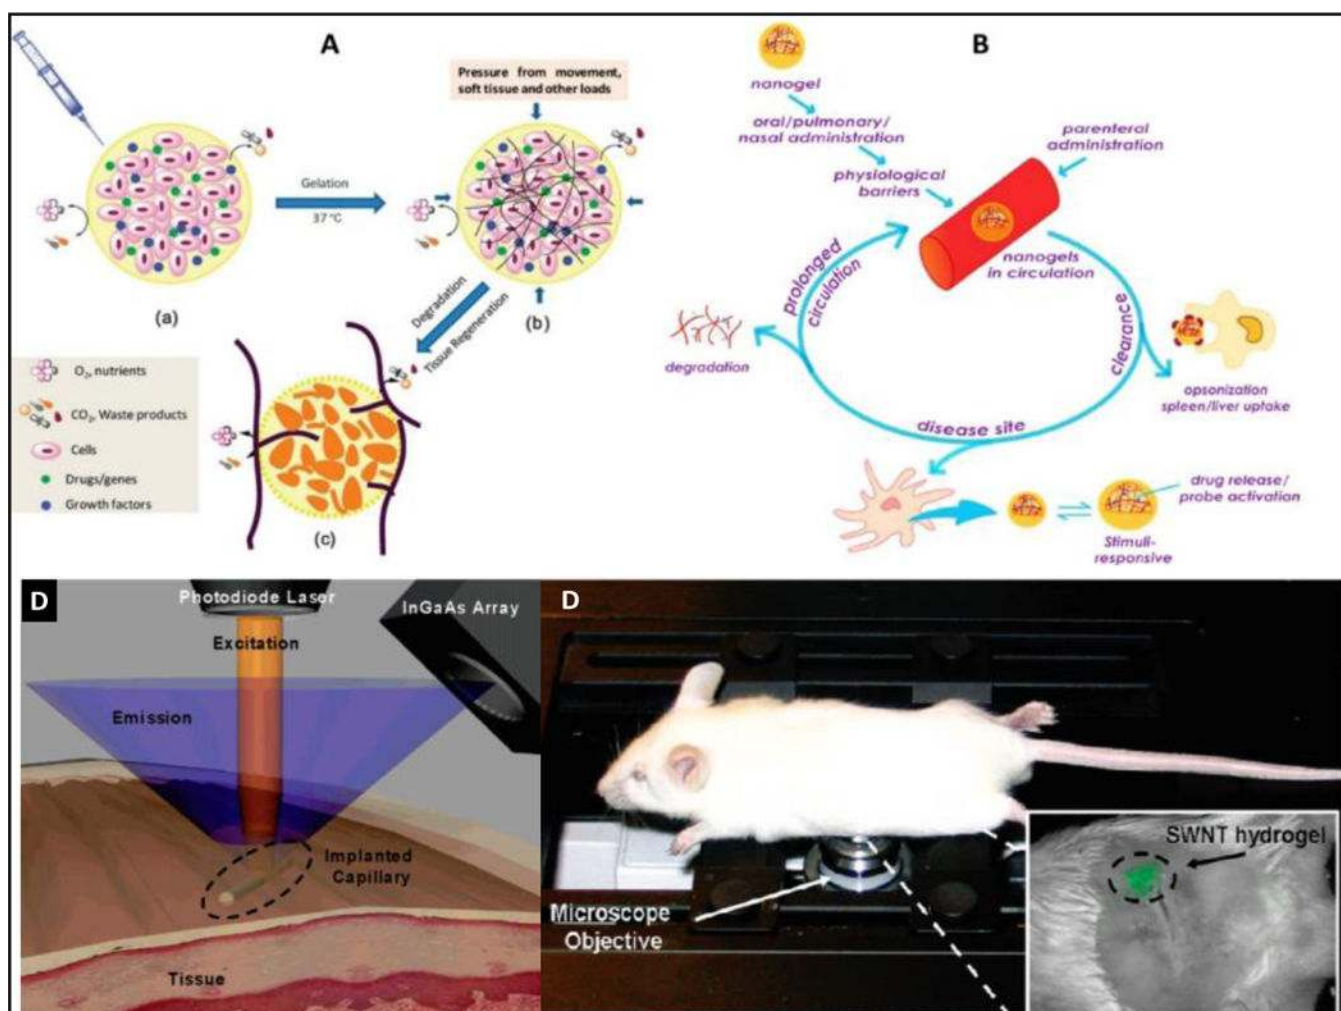 A
Pressure from movement,
soft tissue and other loads
Gelation
37 °C
(a)
(b)
Degradation
Tissue Regeneration
O2, nutrients
CO2, Waste products
Cells
Drugs/genes
Growth factors
(c)
B
nanogel
oral/pulmonary/
nasal administration
physiological
barriers
parenteral
administration
nanogels
in circulation
prolonged
circulation
clearance
degradation
opsonization
spleen/liver uptake
disease site
drug release/
probe activation
Stimuli-
responsive
D
Photodiode Laser
InGaAs Array
Excitation
Emission
Implanted
Capillary
Tissue
D
Microscope
Objective
SWNT hydrogel